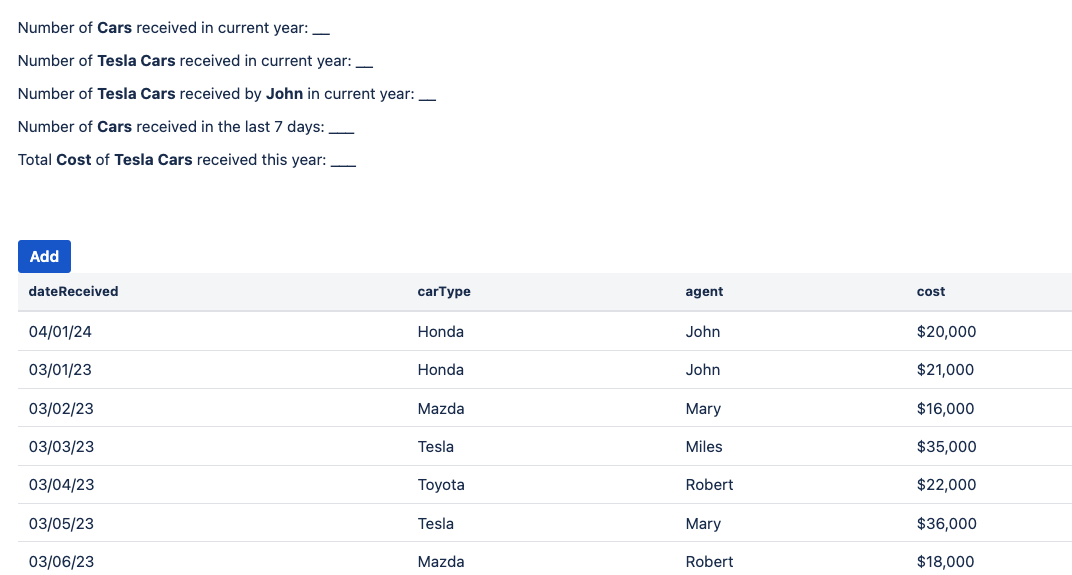 Number of Cars received in current year: __
Number of Tesla Cars received in current year: __
Number of Tesla Cars received by John in current year: __
Number of Cars received in the last 7 days: ___
Total Cost of Tesla Cars received this year: ___
Add
dateReceived carType agent cost
04/01/24 Honda John $20,000
03/01/23 Honda John $21,000
03/02/23 Mazda Mary $16,000
03/03/23 Tesla Miles $35,000
03/04/23 Toyota Robert $22,000
03/05/23 Tesla Mary $36,000
03/06/23 Mazda Robert $18,000